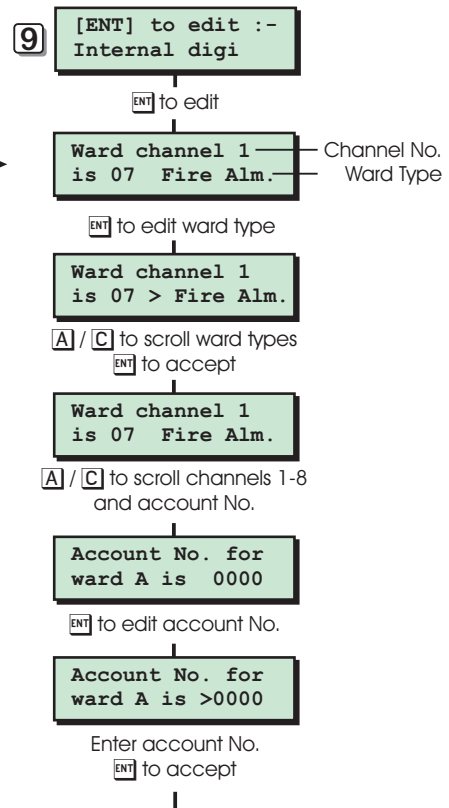 9
[ENT] to edit :-
Internal digi
ENT to edit
Ward channel 1
is 07 Fire Alm.
Channel No.
Ward Type
ENT to edit ward type
Ward channel 1
is 07 > Fire Alm.
A / C to scroll ward types
ENT to accept
Ward channel 1
is 07 Fire Alm.
A / C to scroll channels 1-8
and account No.
Account No. for
ward A is 0000
ENT to edit account No.
Account No. for
ward A is >0000
Enter account No.
ENT to accept